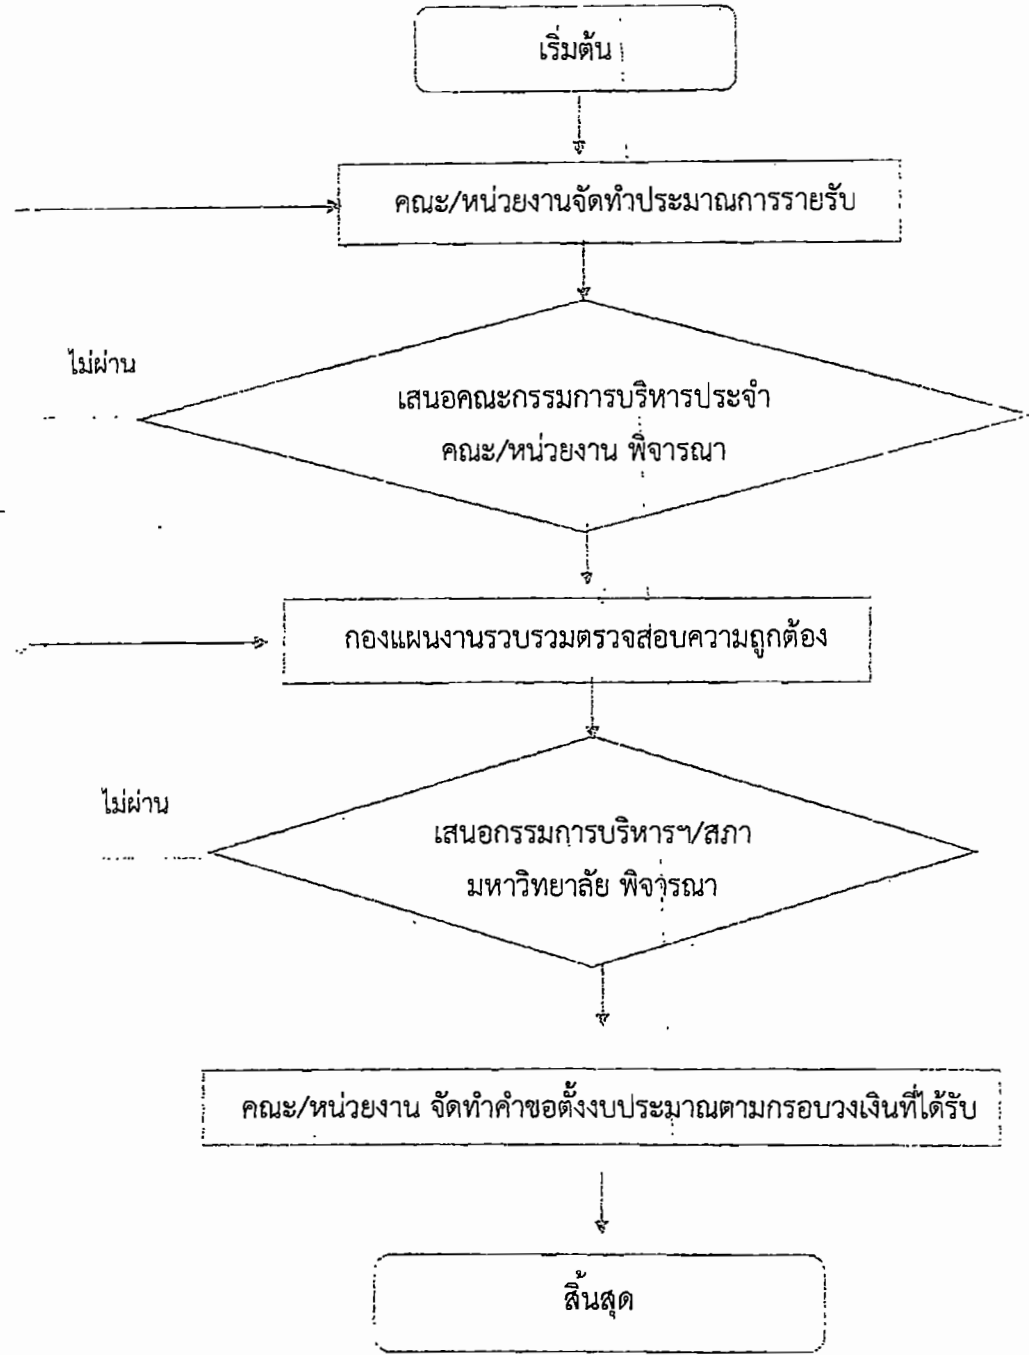 เริ่มต้น
คณะ/หน่วยงานจัดทำประมาณการรายรับ
ไม่ผ่าน
เสนอคณะกรรมการบริหารประจำ
คณะ/หน่วยงาน พิจารณา
กองแผนงานรวบรวมตรวจสอบความถูกต้อง
ไม่ผ่าน
เสนอกรรมการบริหารฯ/สภา
มหาวิทยาลัย พิจารณา
คณะ/หน่วยงาน จัดทำคำขอตั้งงบประมาณตามกรอบวงเงินที่ได้รับ
สิ้นสุด